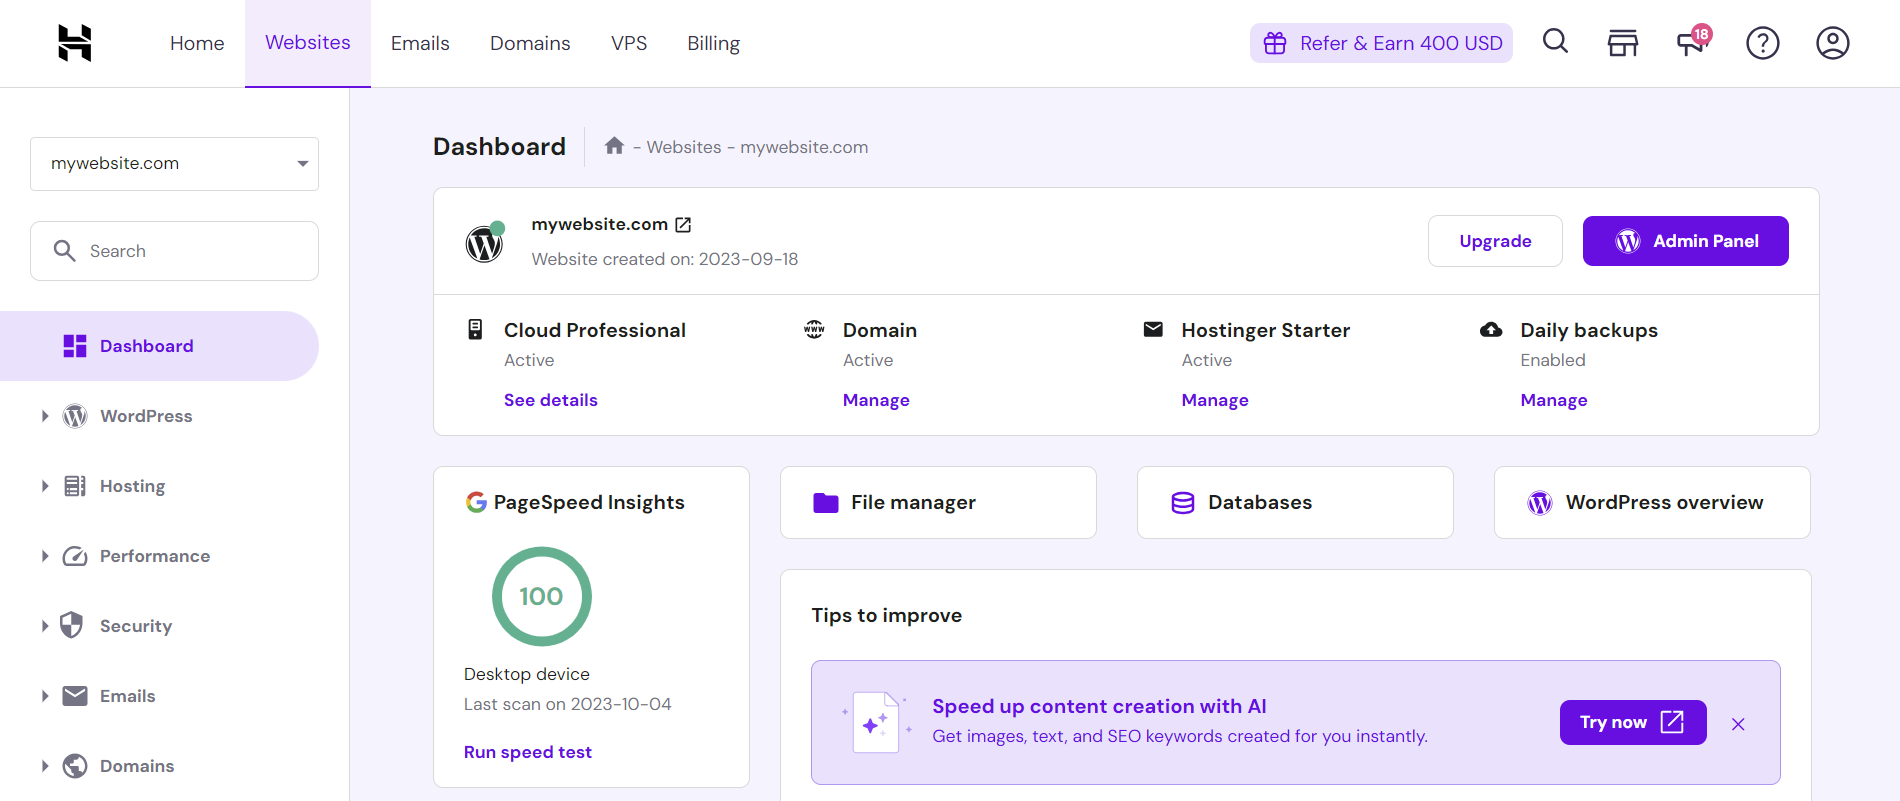 Home Websites Emails Domains VPS Billing Refer & Earn 400 USD 18
mywebsite.com
Search
Dashboard
WordPress
Hosting
Performance
Security
Emails
Domains
Dashboard - Websites - mywebsite.com
mywebsite.com
Website created on: 2023-09-18
Upgrade Admin Panel
Cloud Professional
Active
See details
WWW Domain
Active
Manage
Hostinger Starter
Active
Manage
Daily backups
Enabled
Manage
PageSpeed Insights
100
Desktop device
Last scan on 2023-10-04
Run speed test
File manager
Databases
WordPress overview
Tips to improve
Speed up content creation with AI
Get images, text, and SEO keywords created for you instantly.
Try now